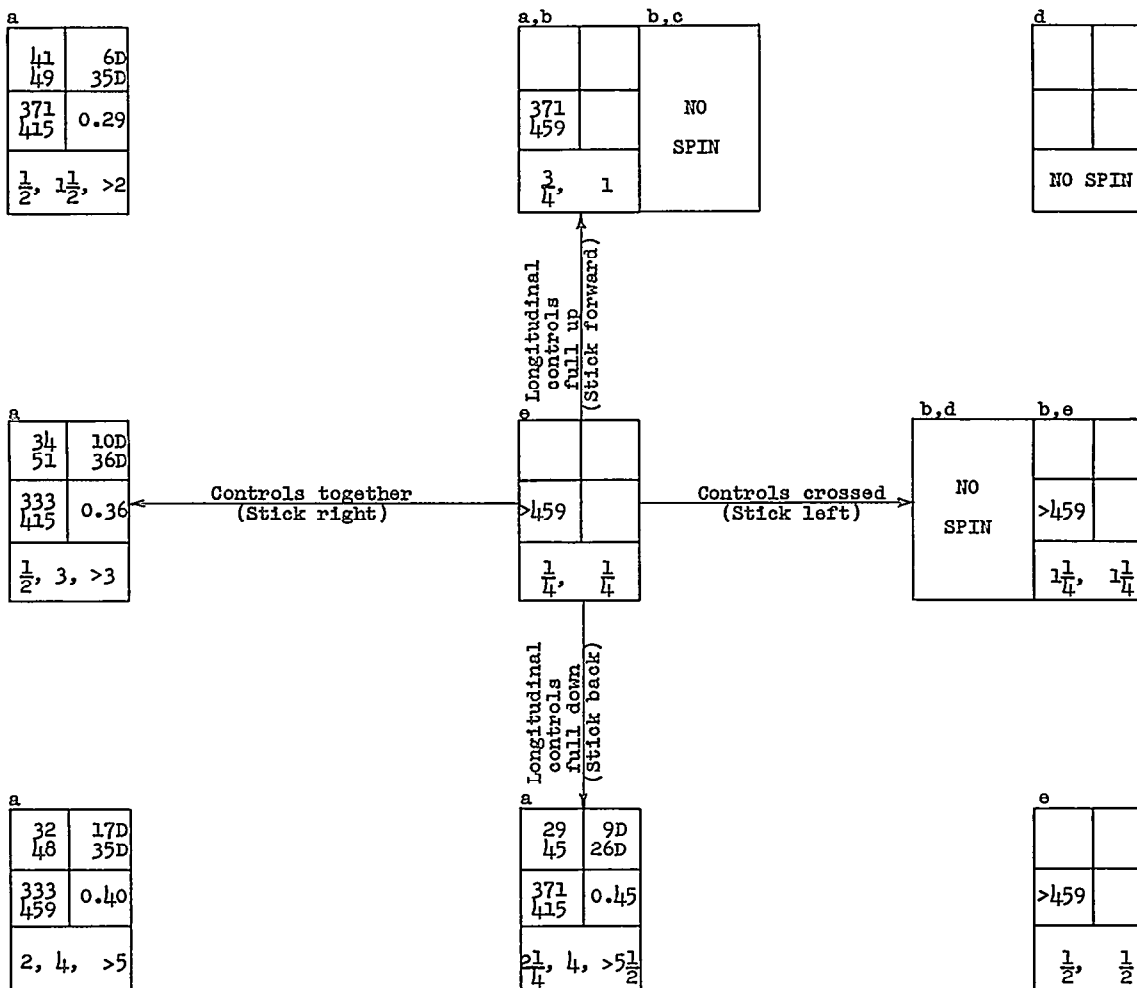 a
a,b b,c
d
41 6D
49 35D
371
415 0.29
1/2, 1 1/2, >2
371
459
3/4, 1
NO
SPIN
NO SPIN
Longitudinal
controls
full up
(Stick forward)
a
34 10D
51 36D
333
415 0.36
1/2, 3, >3
Controls together
(Stick right)
e
>459
1/4, 1/4
Controls crossed
(Stick left)
b,d b,e
NO
SPIN
>459
1 1/4, 1 1/4
Longitudinal
controls
full down
(Stick back)
a
32 17D
48 35D
333
459 0.40
2, 4, >5
a
29 9D
45 26D
371
415 0.45
2 1/4, 4, >5 1/2
e
>459
1/2, 1/2